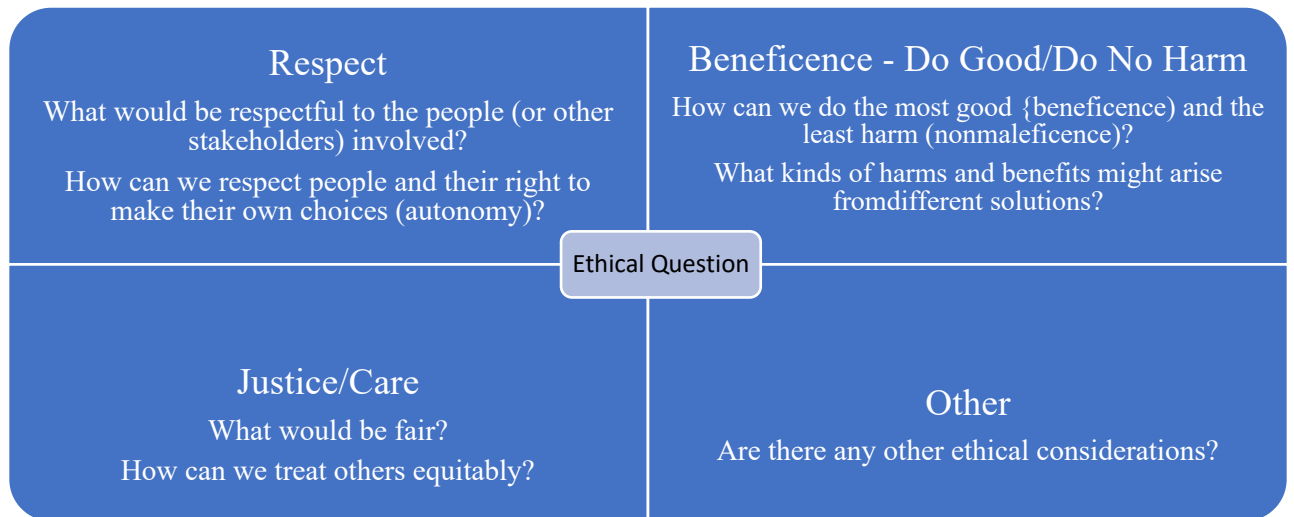 Respect
What would be respectful to the people (or other
stakeholders) involved?
How can we respect people and their right to
make their own choices (autonomy)?
Beneficence - Do Good/Do No Harm
How can we do the most good {beneficence) and the
least harm (nonmaleficence)?
What kinds of harms and benefits might arise
fromdifferent solutions?
Ethical Question
Justice/Care
What would be fair?
How can we treat others equitably?
Other
Are there any other ethical considerations?